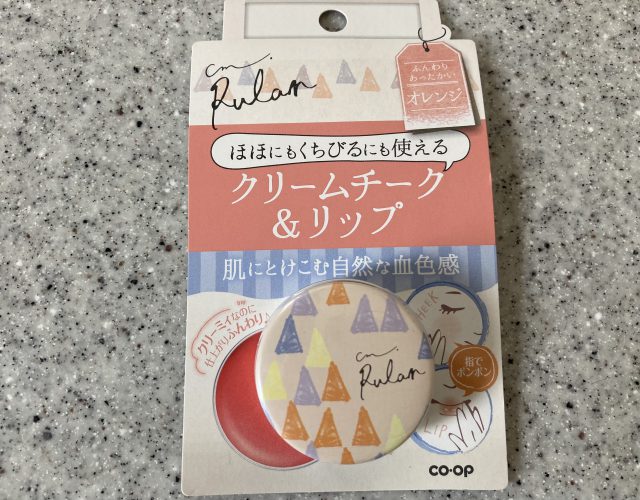 cm.
Rulan
ふんわり
あったかい
オレンジ
ほほにもくちびるにも使える
クリームチーク
&リップ
肌にとけこむ自然な血色感
クリーミィなのに
仕上がりふんわり♪
CHEEK
cm.
Rulan
指で
ポンポン
LIP
co·op